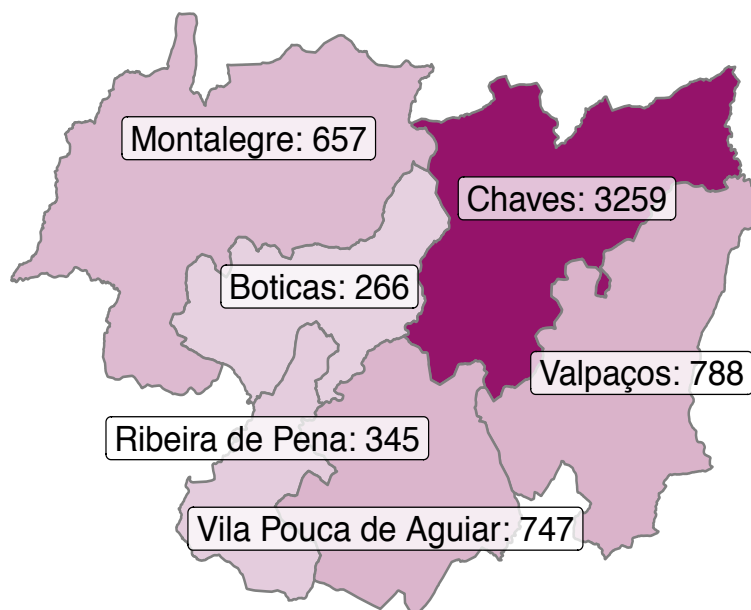 Montalegre: 657
Chaves: 3259
Boticas: 266
Valpaços: 788
Ribeira de Pena: 345
Vila Pouca de Aguiar: 747